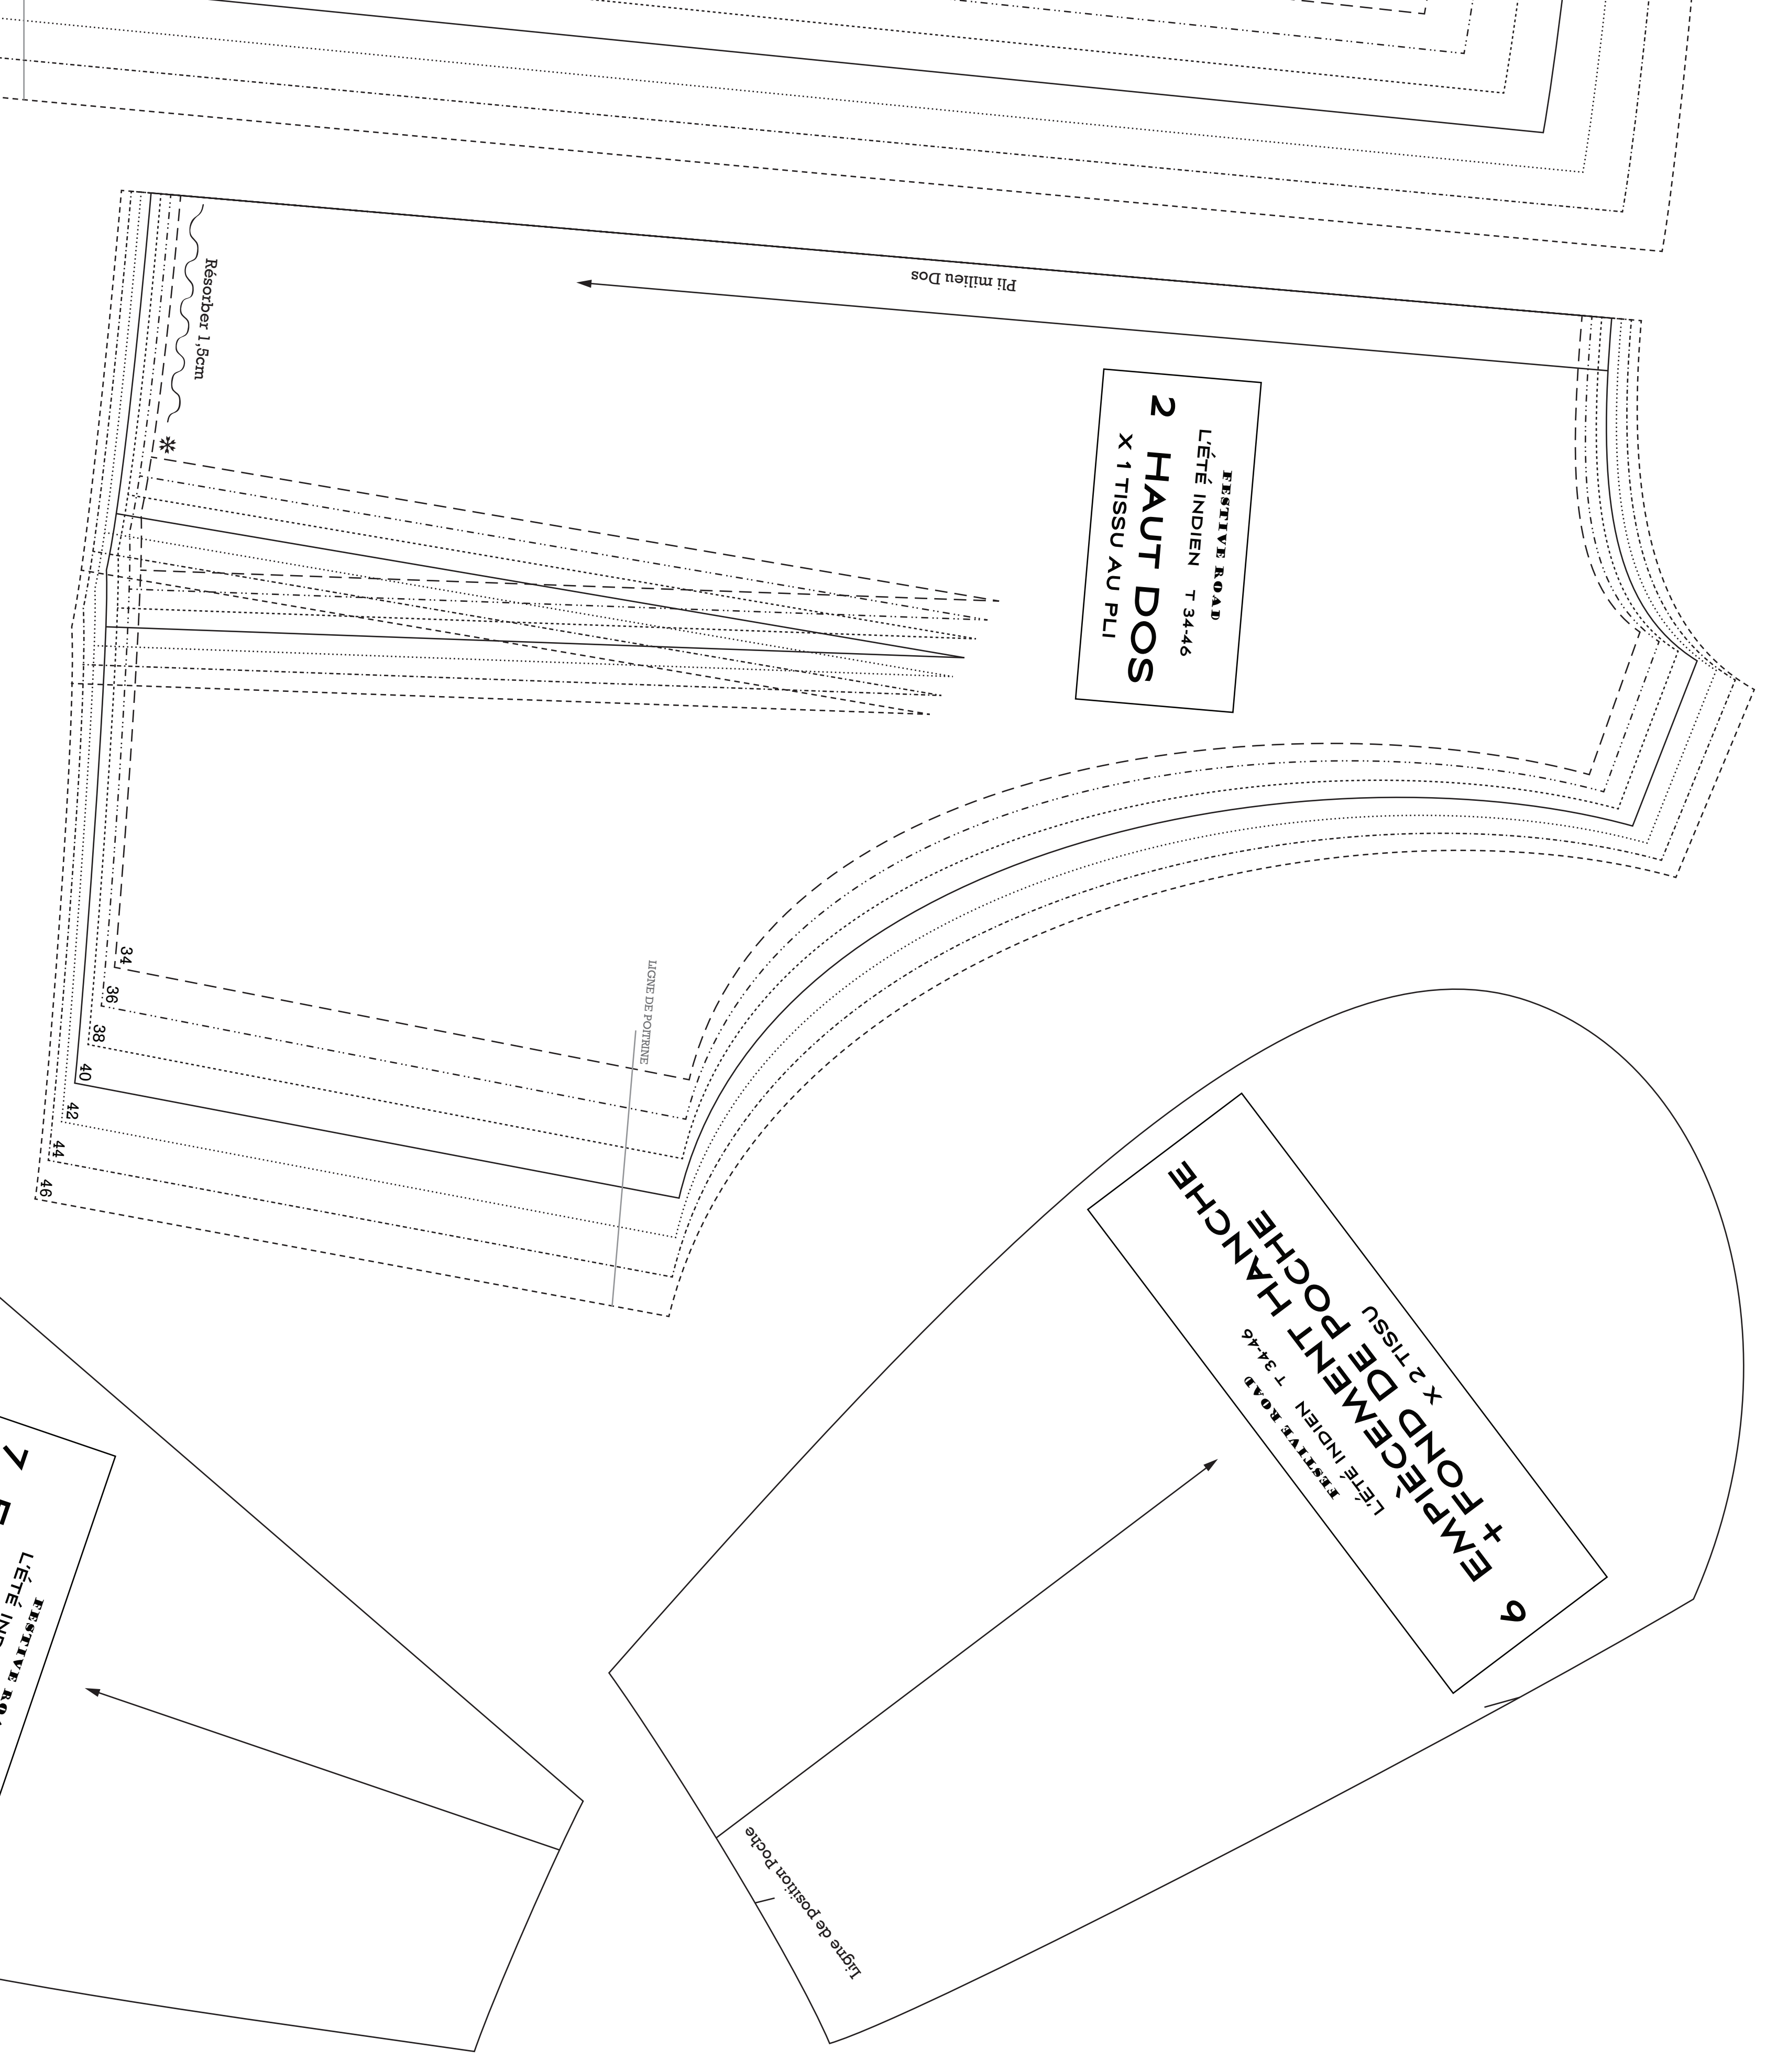 Pli milieu Dos
Résorber 1,5cm
*
FESTIVE ROAD
L'ÉTÉ INDIEN T 34-46
2 HAUT DOS
X 1 TISSU AU PLI
LIGNE DE POITRINE
34
36
38
40
42
44
46
FESTIVE ROAD
L'ÉTÉ INDIEN T 34-46
6 EMPIÈCEMENT HANCHE
+ FOND DE POCHE
X 2 TISSU
Ligne de position Poche
FESTIVE
L'ÉTÉ
7